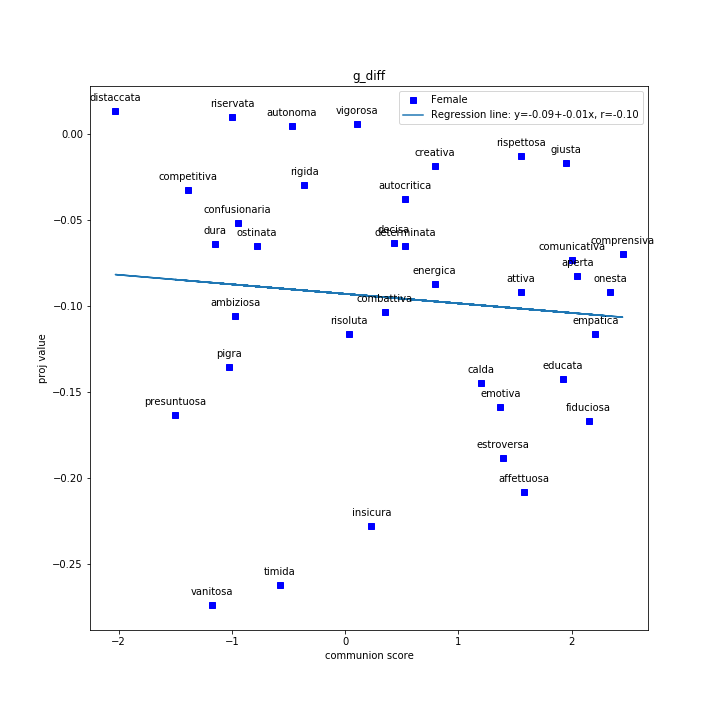 g_diff
Female
Regression line: y=-0.09+-0.01x, r=-0.10
distaccata
riservata
autonoma
vigorosa
creativa
rispettosa
giusta
competitiva
rigida
autocritica
confusionaria
dura
ostinata
decisa
determinata
comunicativa
comprensiva
aperta
energica
attiva
onesta
ambiziosa
combattiva
risoluta
empatica
pigra
calda
educata
presuntuosa
emotiva
fiduciosa
estroversa
affettuosa
insicura
timida
vanitosa
0.00
−0.05
−0.10
−0.15
−0.20
−0.25
proj value
−2
−1
0
1
2
communion score